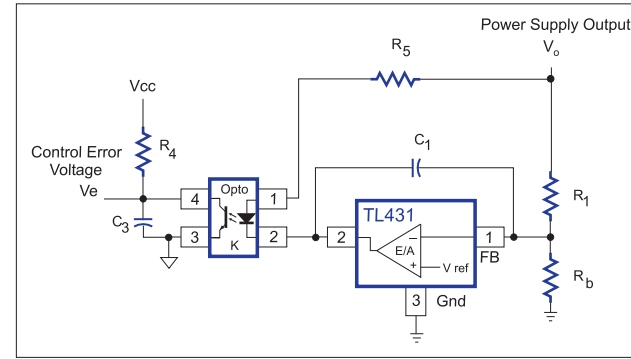 Power Supply Output
Vo
R5
Vcc
R4
C1
Control Error
Voltage
Ve
Opto
4
1
TL431
R1
C3
3
K
2
2
E/A
−
+
V ref
1
FB
Rb
3
Gnd